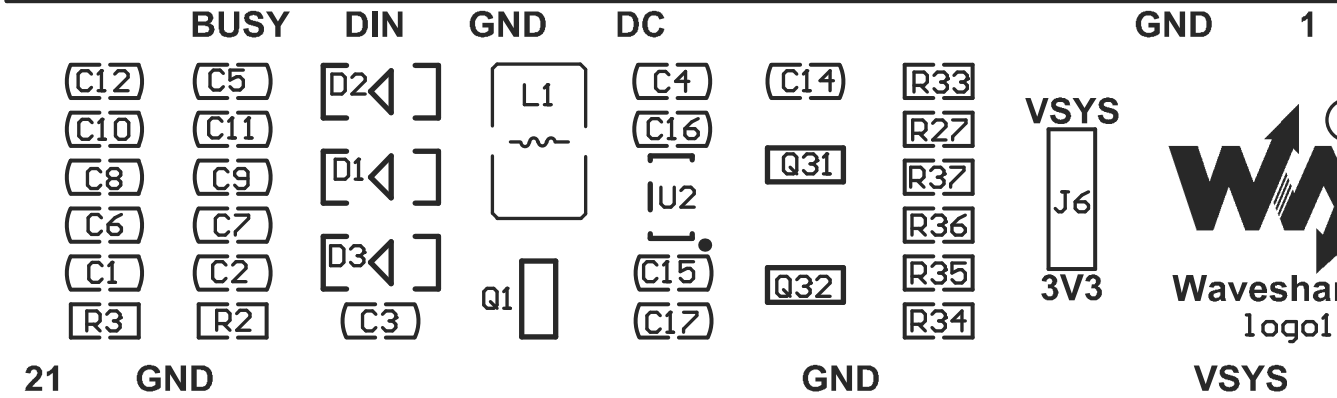 BUSY DIN GND DC GND 1
C12 C5 D2 L1 C4 C14 R33
C10 C11 C16 R27 VSYS
C8 C9 D1 U2 Q31 R37 J6
C6 C7 R36
C1 C2 D3 Q1 C15 Q32 R35 3V3
R3 R2 C3 C17 R34 logo1
21 GND GND VSYS